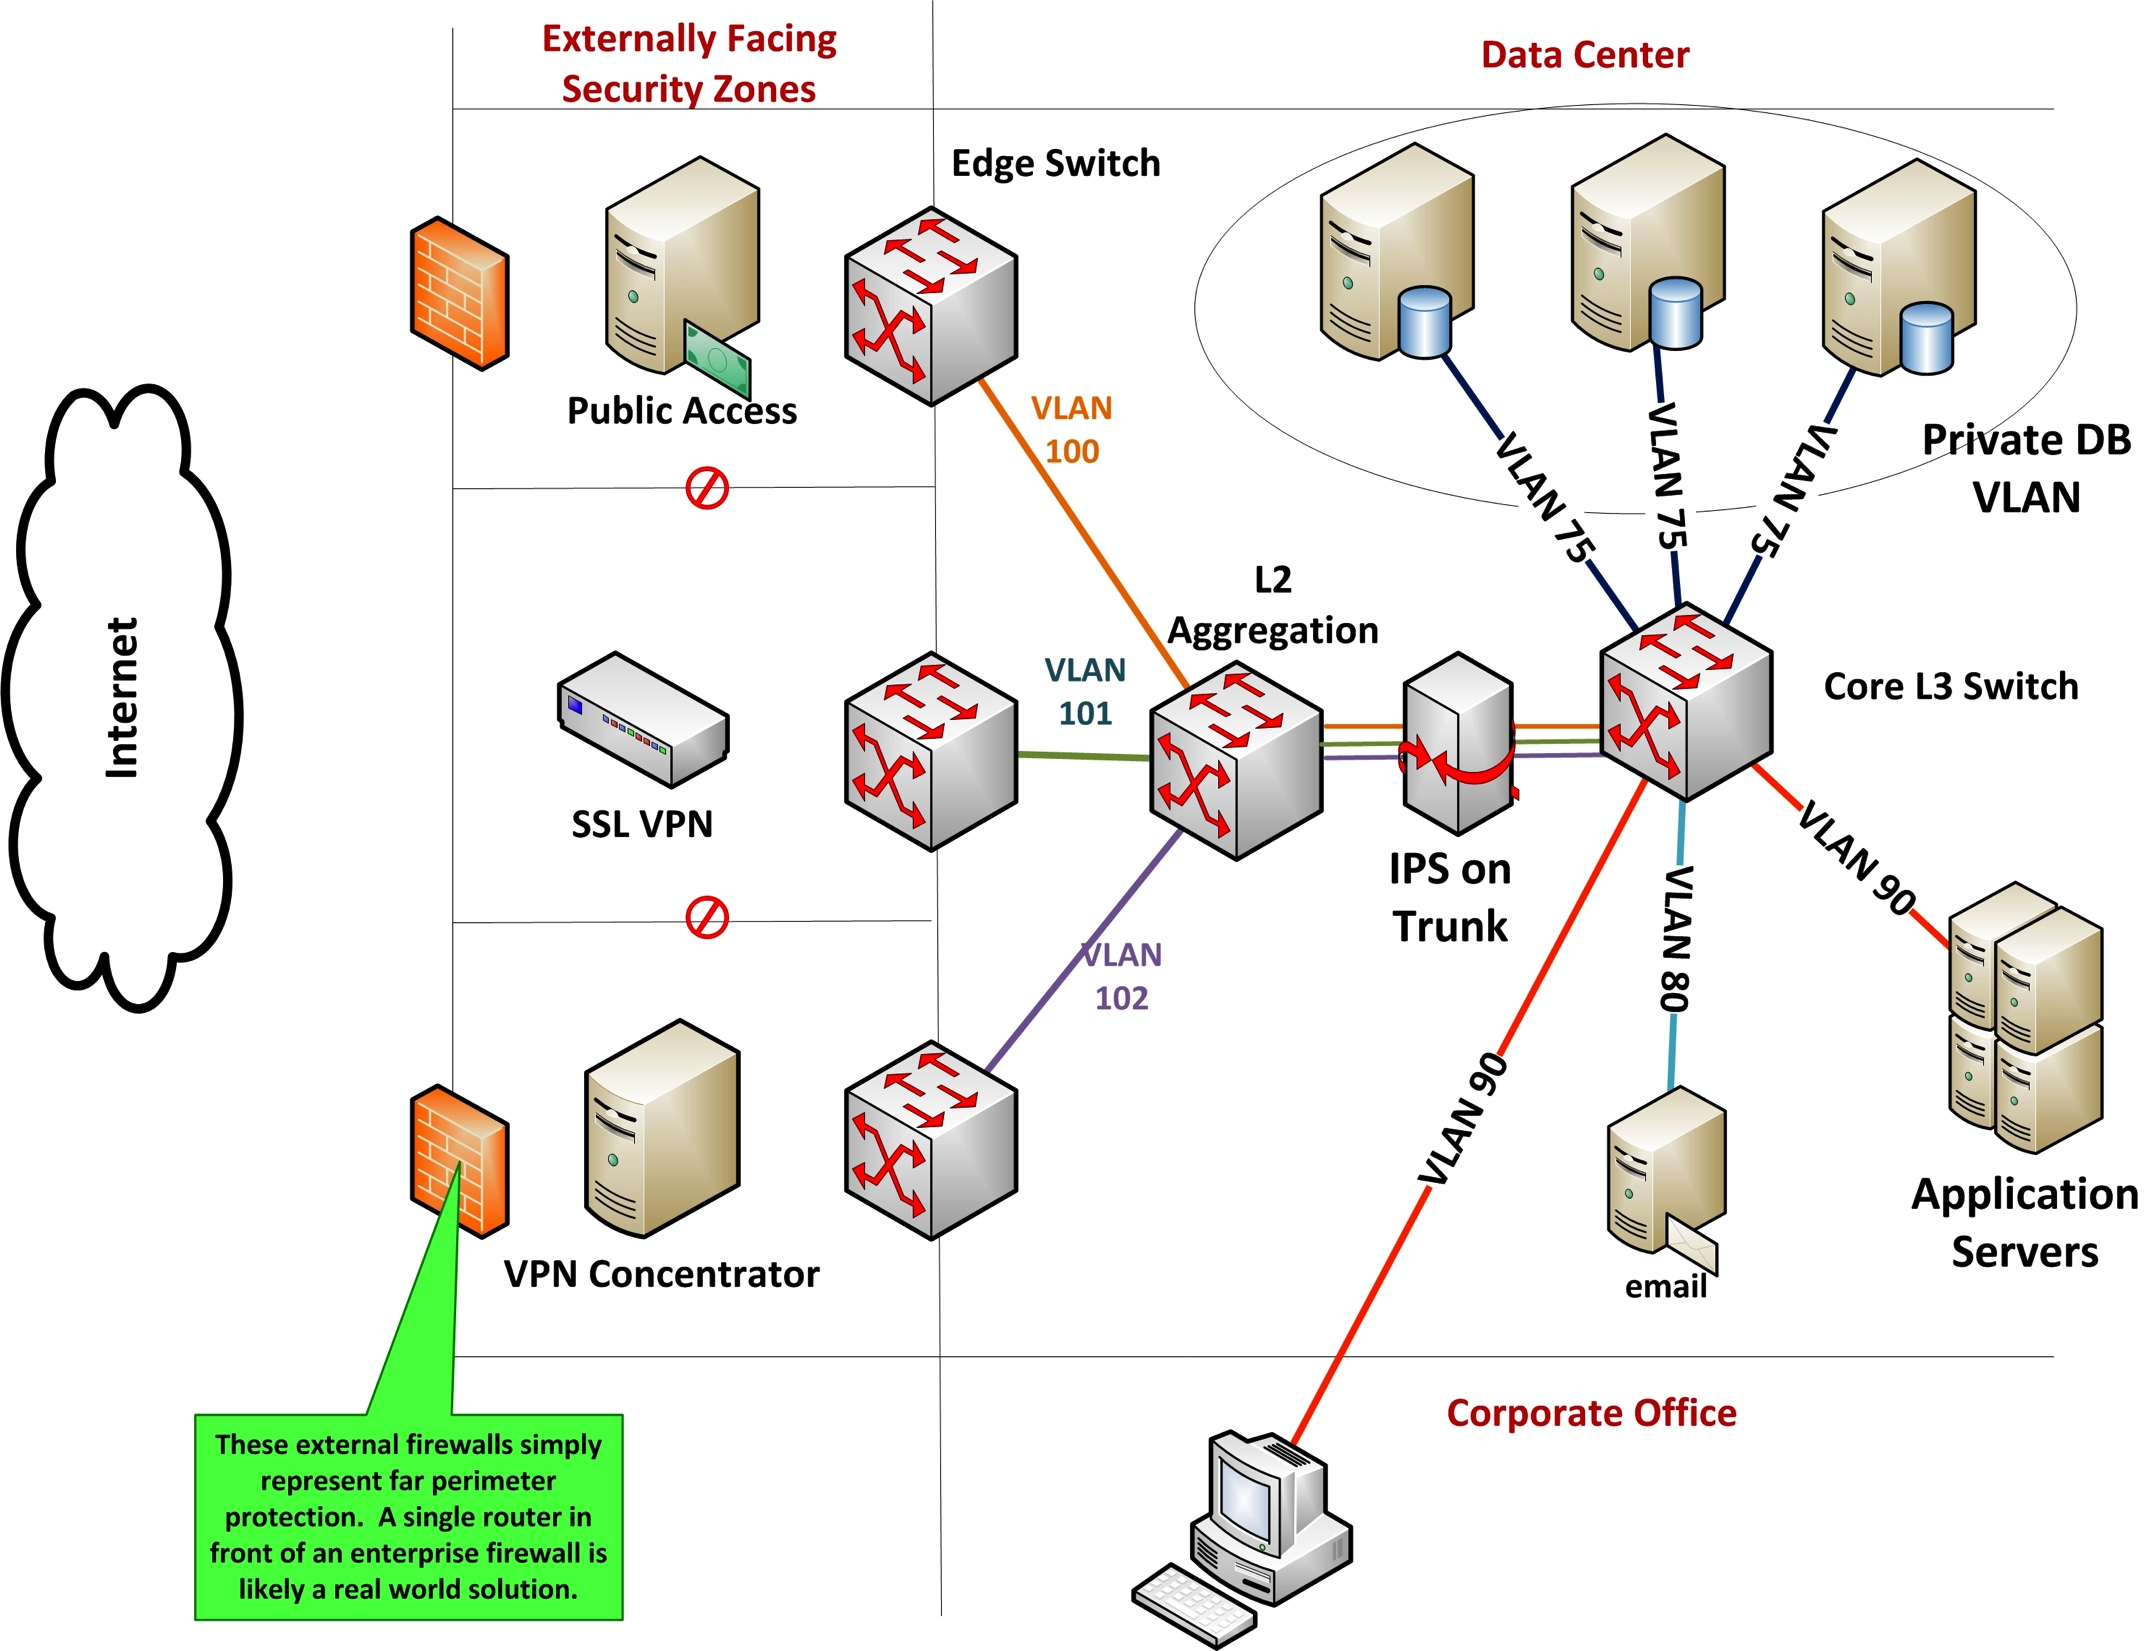 Externally Facing
Security Zones
Data Center
Edge Switch
Public Access
VLAN
100
Private DB
VLAN
VLAN 75
VLAN 75
VLAN 75
L2
Aggregation
Internet
VLAN
101
Core L3 Switch
SSL VPN
IPS on
Trunk
VLAN 90
VLAN 80
VLAN
102
VLAN 90
Application
Servers
VPN Concentrator
email
Corporate Office
These external firewalls simply
represent far perimeter
protection.  A single router in
front of an enterprise firewall is
likely a real world solution.